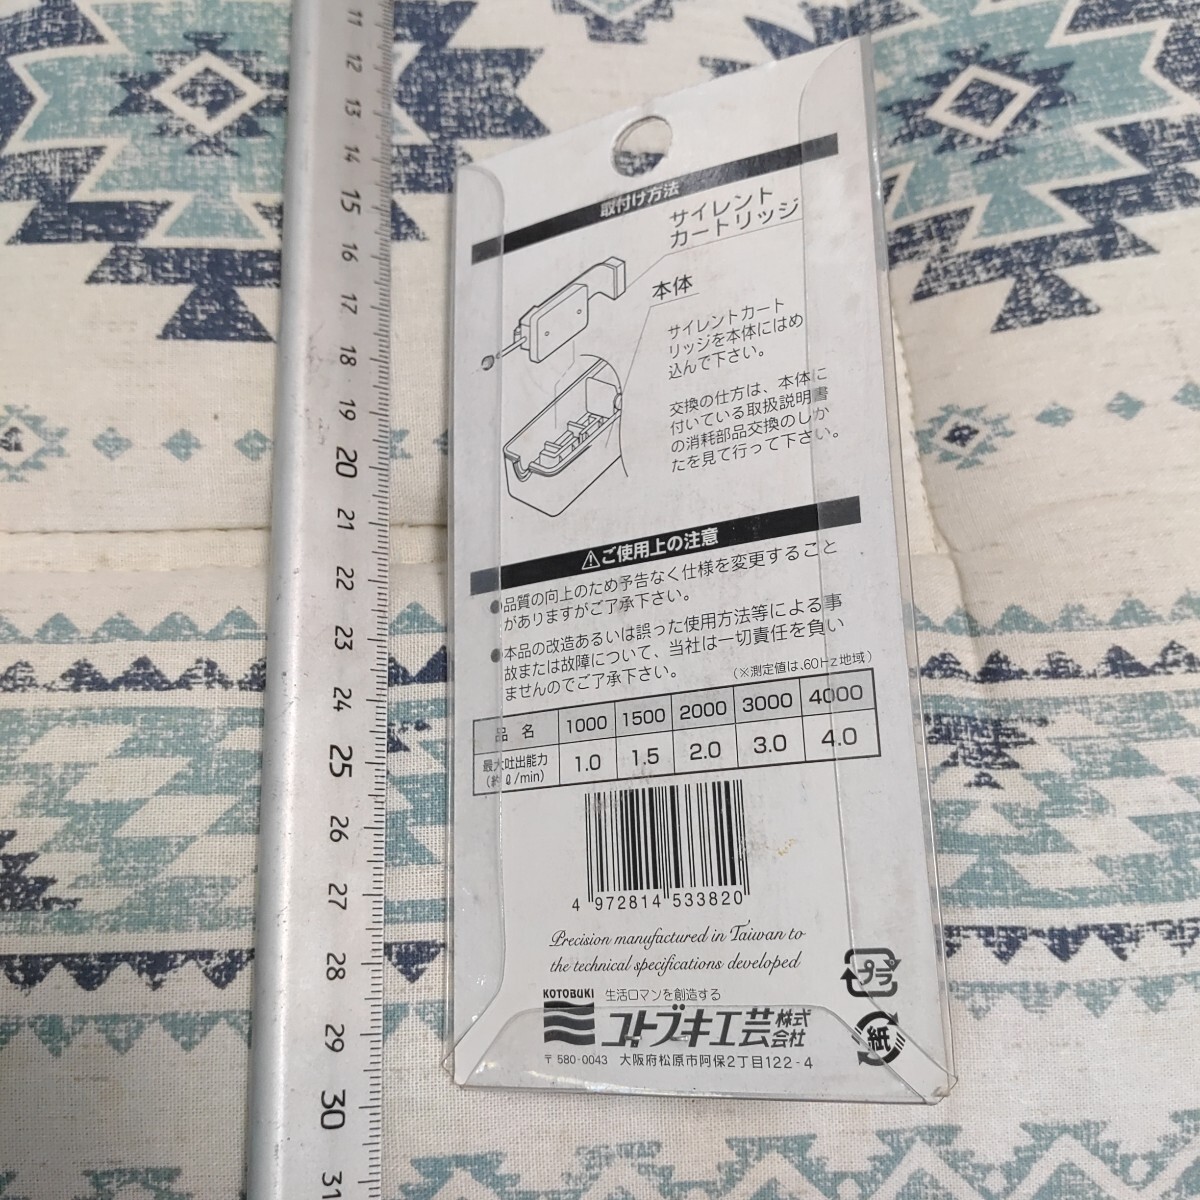 11
12
13
14
15
16
17
18
19
20
21
22
23
24
25
26
27
28
29
30
31
取付け方法
サイレント
カートリッジ
本体
サイレントカート
リッジを本体にはめ
込んで下さい。
交換の仕方は、本体に
付いている取扱説明書
の消耗部品交換のしか
たを見て行って下さい。
⚠ご使用上の注意
●品質の向上のため予告なく仕様を変更すること
がありますがご了承下さい。
●本品の改造あるいは誤った使用方法等による事
故または故障について、当社は一切責任を負い
ませんのでご了承下さい。
(※測定値は、60Hz地域)
品 名 1000 1500 2000 3000 4000
最大吐出能力
(約ℓ/min) 1.0 1.5 2.0 3.0 4.0
4 972814 533820
Precision manufactured in Taiwan to
the technical specifications developed
KOTOBUKI
生活ロマンを創造する
コトブキ工芸株式会社
〒580-0043 大阪府松原市阿保2丁目122-4
プラ
紙